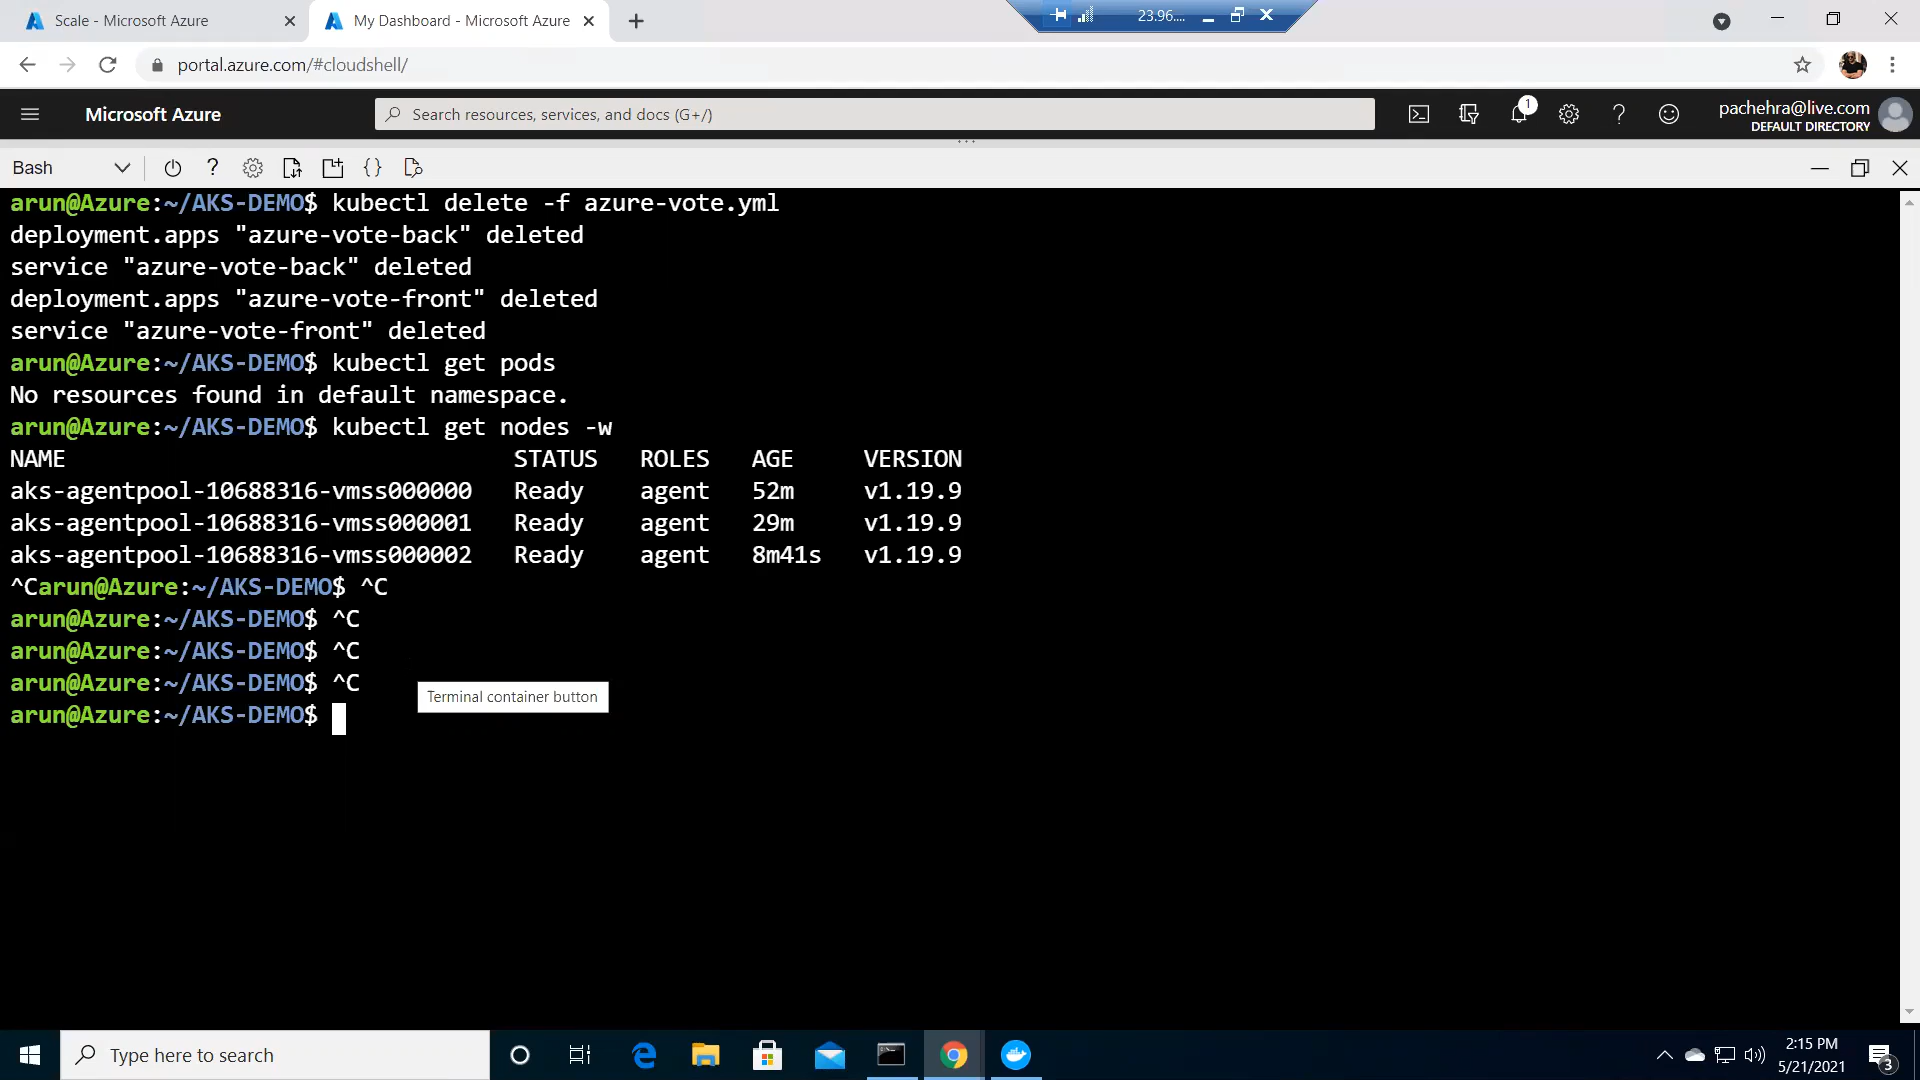 Scale - Microsoft Azure
My Dashboard - Microsoft Azure
23.96....
portal.azure.com/#cloudshell/
Microsoft Azure
Search resources, services, and docs (G+/)
1
pachehra@live.com
DEFAULT DIRECTORY
Bash
arun@Azure:~/AKS-DEMO$ kubectl delete -f azure-vote.yml
deployment.apps "azure-vote-back" deleted
service "azure-vote-back" deleted
deployment.apps "azure-vote-front" deleted
service "azure-vote-front" deleted
arun@Azure:~/AKS-DEMO$ kubectl get pods
No resources found in default namespace.
arun@Azure:~/AKS-DEMO$ kubectl get nodes -w
NAME STATUS ROLES AGE VERSION
aks-agentpool-10688316-vmss000000 Ready agent 52m v1.19.9
aks-agentpool-10688316-vmss000001 Ready agent 29m v1.19.9
aks-agentpool-10688316-vmss000002 Ready agent 8m41s v1.19.9
^Carun@Azure:~/AKS-DEMO$ ^C
arun@Azure:~/AKS-DEMO$ ^C
arun@Azure:~/AKS-DEMO$ ^C
arun@Azure:~/AKS-DEMO$ ^C
Terminal container button
arun@Azure:~/AKS-DEMO$
Type here to search
2:15 PM
5/21/2021
3